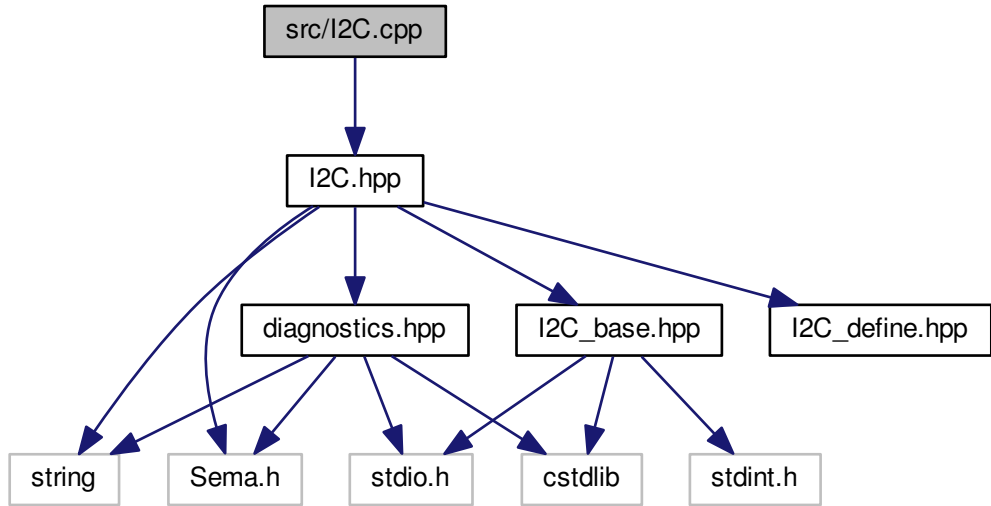 src/I2C.cpp
I2C.hpp
diagnostics.hpp
I2C_base.hpp
I2C_define.hpp
string
Sema.h
stdio.h
cstdlib
stdint.h